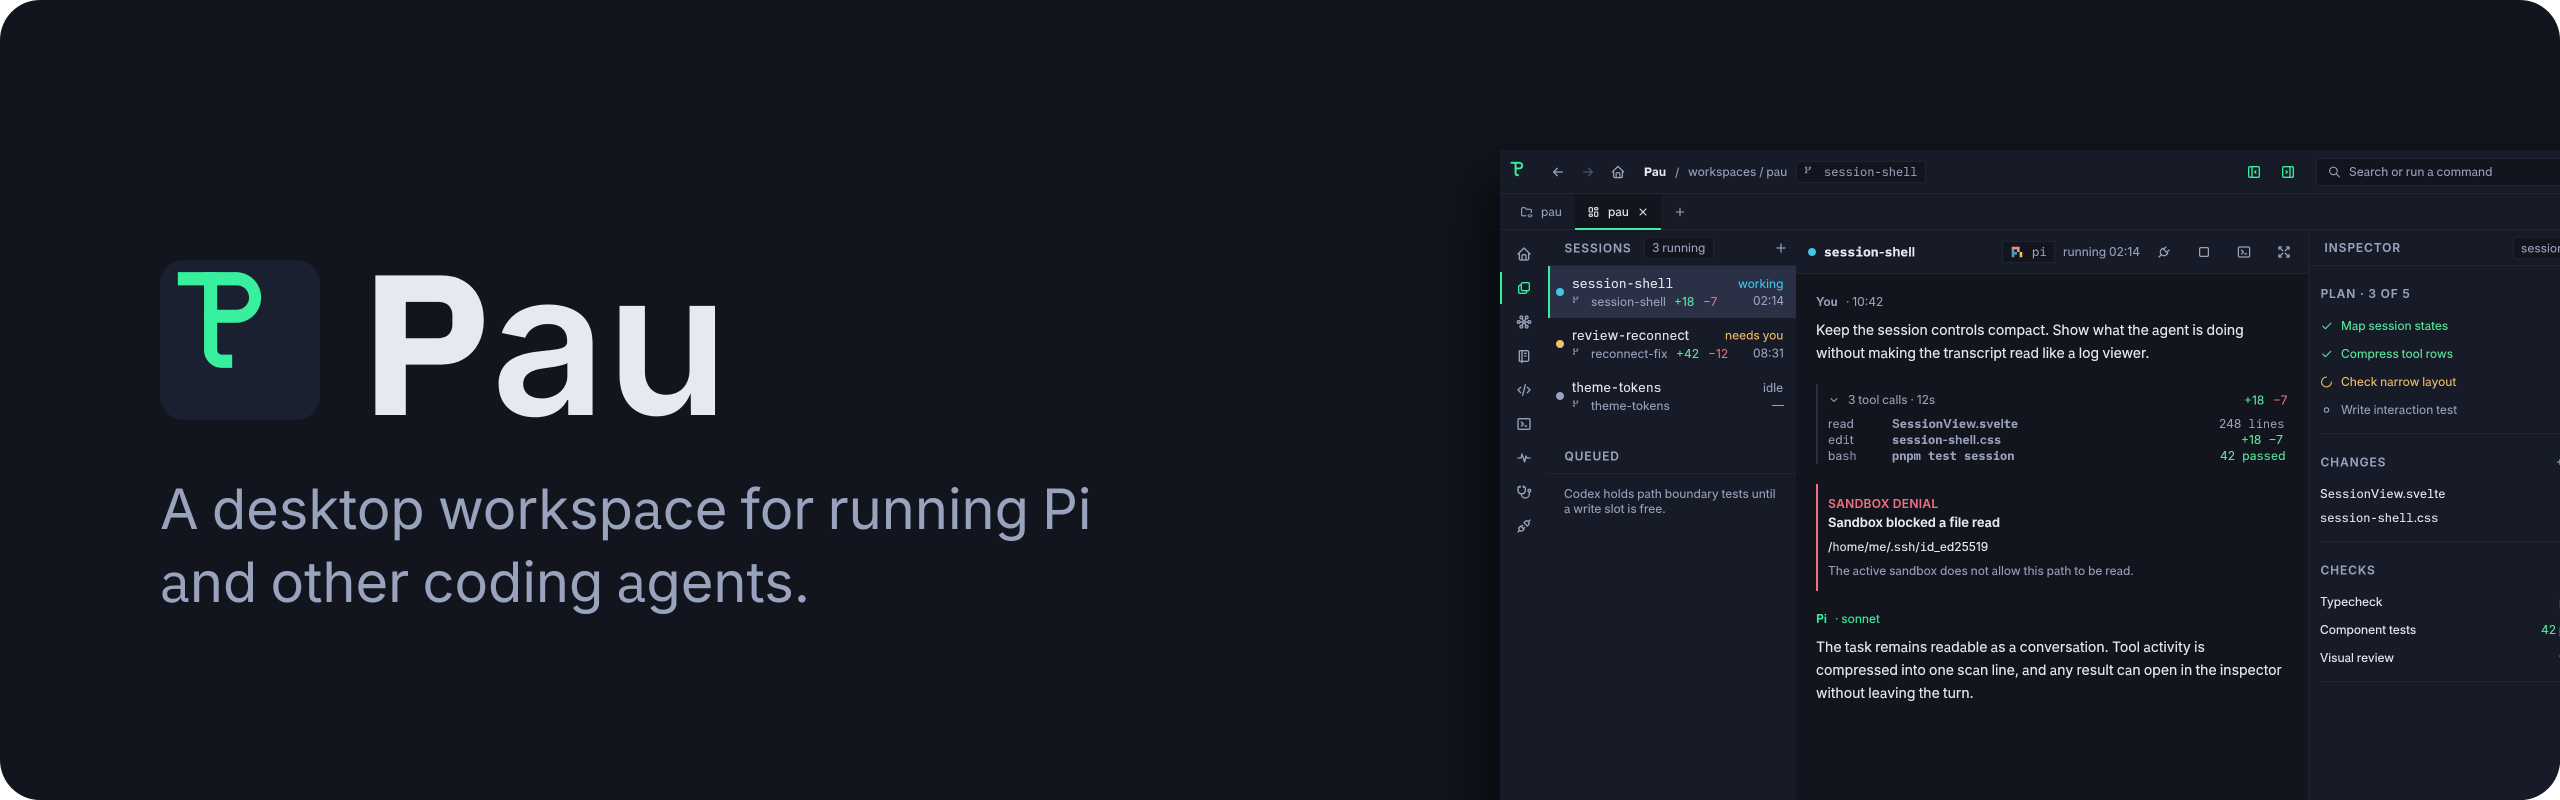 Pau
A desktop workspace for running Pi
and other coding agents.
Pau / workspaces / pau session-shell
Search or run a command
pau
pau
SESSIONS 3 running
session-shell working
session-shell +18 −7 02:14
review-reconnect needs you
reconnect-fix +42 −12 08:31
theme-tokens idle
theme-tokens —
QUEUED
Codex holds path boundary tests until
a write slot is free.
session-shell pi running 02:14
You · 10:42
Keep the session controls compact. Show what the agent is doing
without making the transcript read like a log viewer.
3 tool calls · 12s +18 −7
read SessionView.svelte 248 lines
edit session-shell.css +18 −7
bash pnpm test session 42 passed
SANDBOX DENIAL
Sandbox blocked a file read
/home/me/.ssh/id_ed25519
The active sandbox does not allow this path to be read.
Pi · sonnet
The task remains readable as a conversation. Tool activity is
compressed into one scan line, and any result can open in the inspector
without leaving the turn.
INSPECTOR
PLAN · 3 OF 5
Map session states
Compress tool rows
Check narrow layout
Write interaction test
CHANGES
SessionView.svelte
session-shell.css
CHECKS
Typecheck
Component tests 42
Visual review